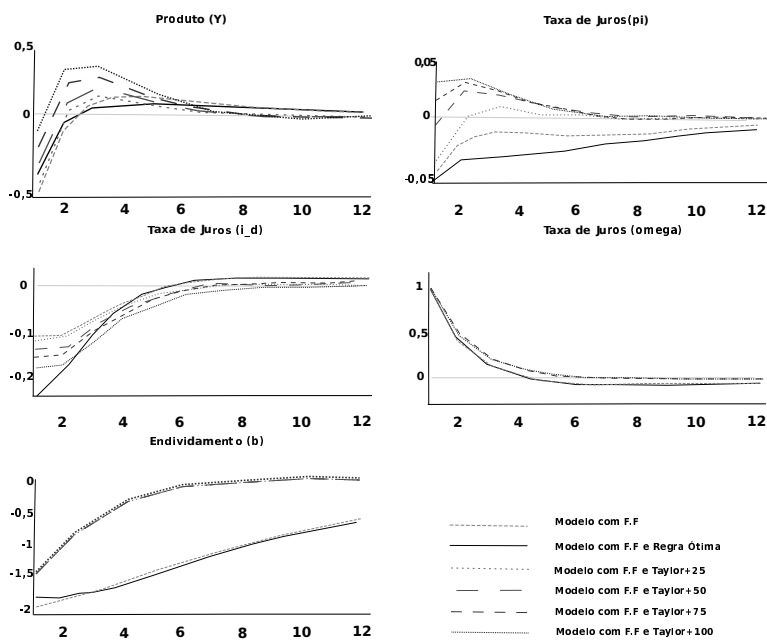 Produto (Y)
0,5
0
-0,5
2 4 6 8 10 12
Taxa de Juros(pi)
0,05
0
-0,05
2 4 6 8 10 12
Taxa de Juros (i_d)
0
-0,1
-0,2
2 4 6 8 10 12
Taxa de Juros (omega)
1
0,5
0
2 4 6 8 10 12
Endividamento (b)
0
-0,5
-1
-1,5
-2
2 4 6 8 10 12
Modelo com F.F
Modelo com F.F e Regra Ótima
Modelo com F.F e Taylor+25
Modelo com F.F e Taylor+50
Modelo com F.F e Taylor+75
Modelo com F.F e Taylor+100